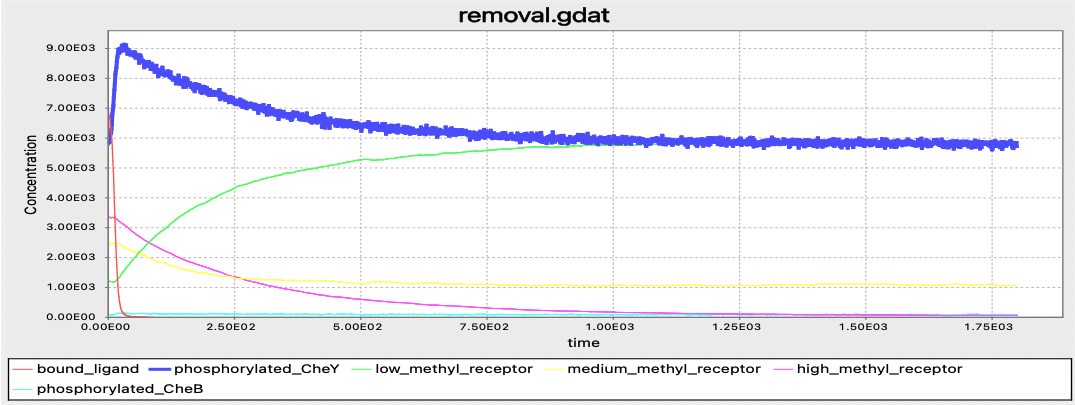 removal.gdat
9.00E03
8.00E03
7.00E03
6.00E03
5.00E03
4.00E03
3.00E03
2.00E03
1.00E03
0.00E00
Concentration
0.00E00 2.50E02 5.00E02 7.50E02 1.00E03 1.25E03 1.50E03 1.75E03
time
bound_ligand phosphorylated_CheY low_methyl_receptor medium_methyl_receptor high_methyl_receptor
phosphorylated_CheB